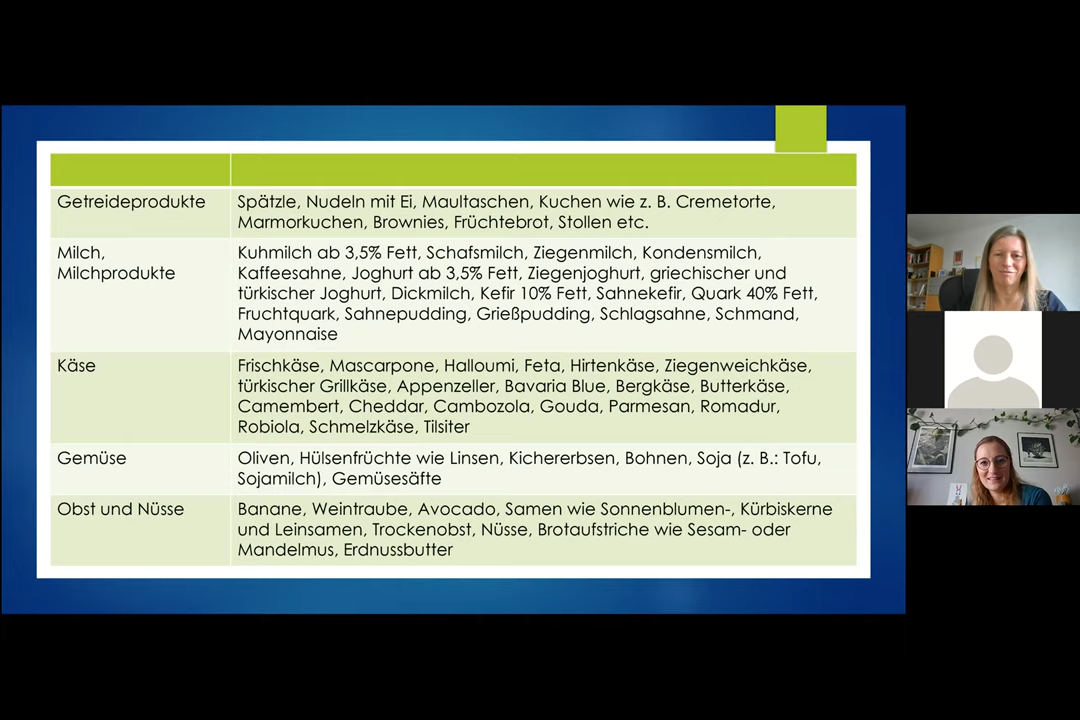 Getreideprodukte
Spätzle, Nudeln mit Ei, Maultaschen, Kuchen wie z. B. Cremetorte,
Marmorkuchen, Brownies, Früchtebrot, Stollen etc.
Milch,
Milchprodukte
Kuhmilch ab 3,5% Fett, Schafsmilch, Ziegenmilch, Kondensmilch,
Kaffeesahne, Joghurt ab 3,5% Fett, Ziegenjoghurt, griechischer und
türkischer Joghurt, Dickmilch, Kefir 10% Fett, Sahnekefir, Quark 40% Fett,
Fruchtquark, Sahnepudding, Grießpudding, Schlagsahne, Schmand,
Mayonnaise
Käse
Frischkäse, Mascarpone, Halloumi, Feta, Hirtenkäse, Ziegenweichkäse,
türkischer Grillkäse, Appenzeller, Bavaria Blue, Bergkäse, Butterkäse,
Camembert, Cheddar, Cambozola, Gouda, Parmesan, Romadur,
Robiola, Schmelzkäse, Tilsiter
Gemüse
Oliven, Hülsenfrüchte wie Linsen, Kichererbsen, Bohnen, Soja (z. B.: Tofu,
Sojamilch), Gemüsesäfte
Obst und Nüsse
Banane, Weintraube, Avocado, Samen wie Sonnenblumen-, Kürbiskerne
und Leinsamen, Trockenobst, Nüsse, Brotaufstriche wie Sesam- oder
Mandelmus, Erdnussbutter